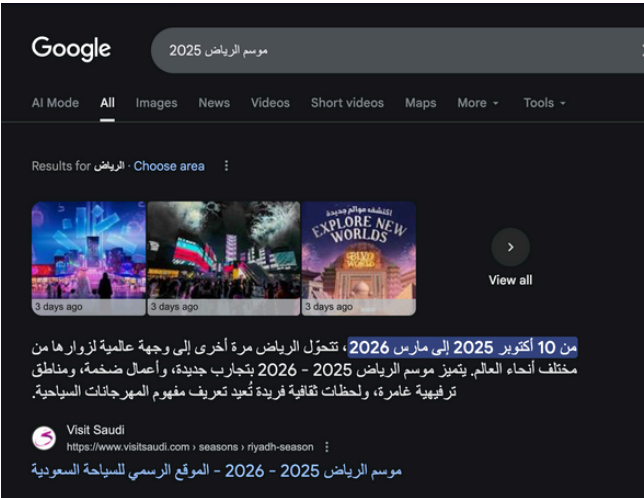 Google
موسم الرياض 2025
AI Mode All Images News Videos Short videos Maps More Tools
Results for الرياض · Choose area
اكتشف عوالم جديدة
EXPLORE NEW
WORLDS
BLVD
WORLD
3 days ago
3 days ago
3 days ago
View all
من 10 أكتوبر 2025 إلى مارس 2026، تتحوّل الرياض مرة أخرى إلى وجهة عالمية لزوارها من
مختلف أنحاء العالم. يتميز موسم الرياض 2025 - 2026 بتجارب جديدة، وأعمال ضخمة، ومناطق
ترفيهية غامرة، ولحظات ثقافية فريدة تُعيد تعريف مفهوم المهرجانات السياحية.
Visit Saudi
https://www.visitsaudi.com › seasons › riyadh-season
موسم الرياض 2025 - 2026 - الموقع الرسمي للسياحة السعودية